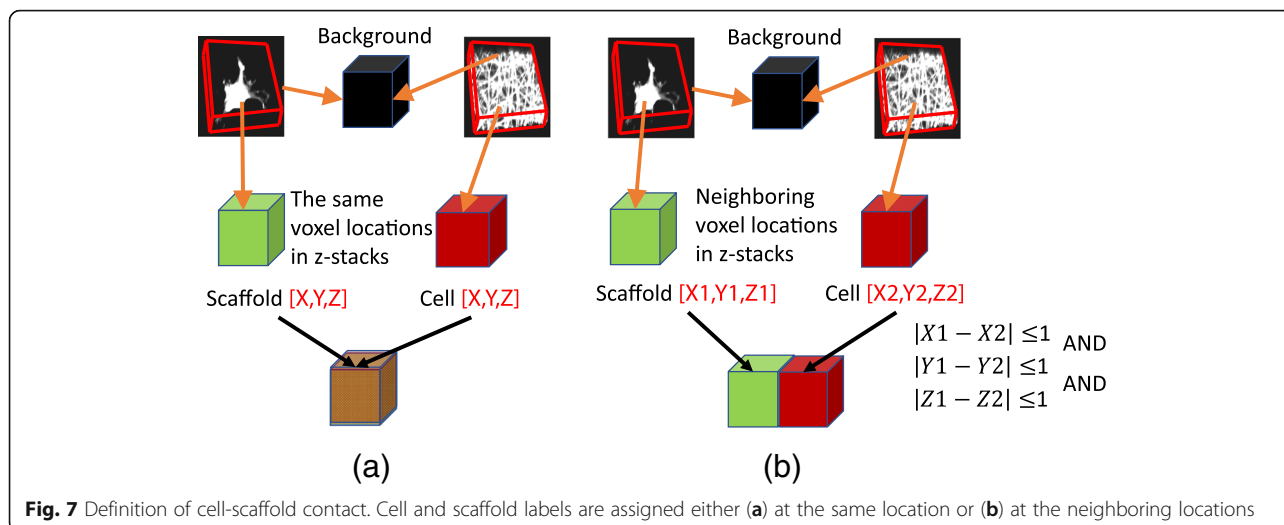 Background
The same
voxel locations
in z-stacks
Scaffold [X,Y,Z]
Cell [X,Y,Z]
(a)
Background
Neighboring
voxel locations
in z-stacks
Scaffold [X1,Y1,Z1]
Cell [X2,Y2,Z2]
|X1 − X2| ≤1
AND
|Y1 − Y2| ≤1
AND
|Z1 − Z2| ≤1
(b)
Fig. 7 Definition of cell-scaffold contact. Cell and scaffold labels are assigned either (a) at the same location or (b) at the neighboring locations